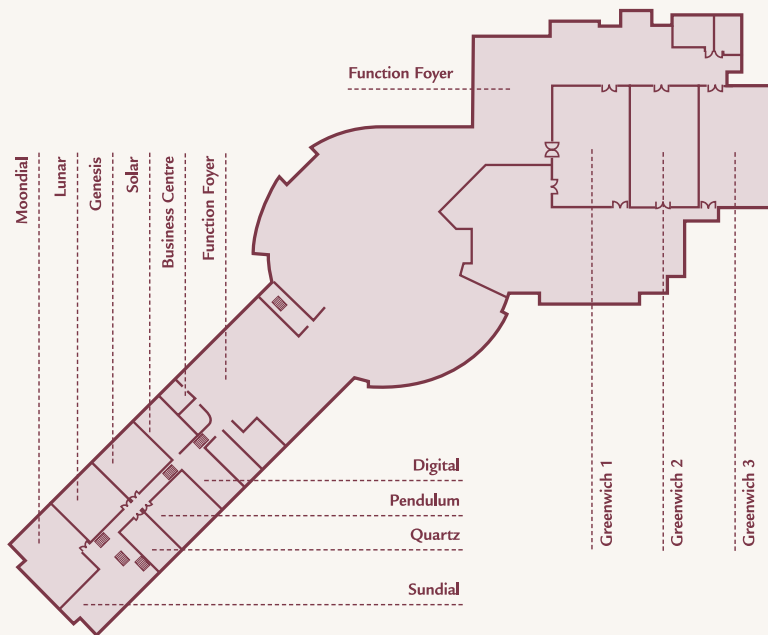 Function Foyer
Moondial
Lunar
Genesis
Solar
Business Centre
Function Foyer
Digital
Pendulum
Quartz
Sundial
Greenwich 1
Greenwich 2
Greenwich 3